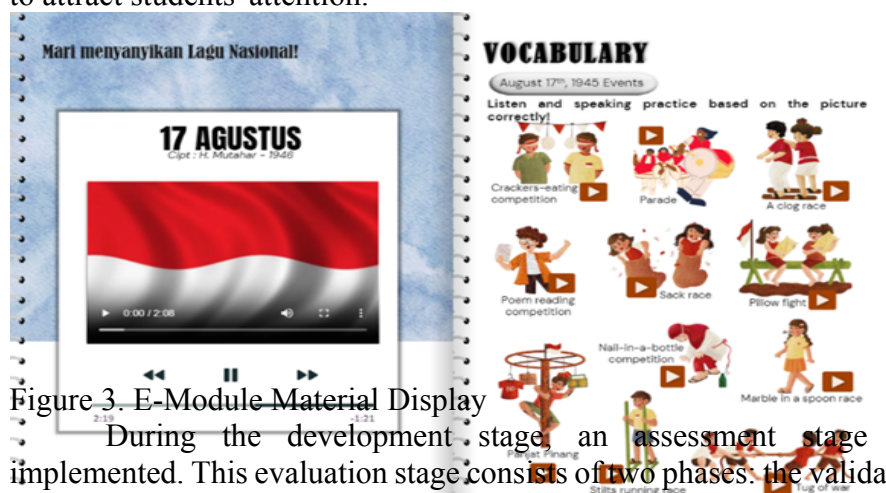 to attract students' attention.
Mari menyanyikan Lagu Nasional!
17 AGUSTUS
Cipt : H. Mutahar - 1946
0:00 / 2:08
2:19
-1:21
VOCABULARY
August 17th, 1945 Events
Listen and speaking practice based on the picture
correctly!
Crackers-eating
competition
Parade
A clog race
Poem reading
competition
Sack race
Pillow fight
Nail-in-a-bottle
competition
Marble in a spoon race
Panjat Pinang
Stilts running race
Tug of war
Figure 3. E-Module Material Display
During the development stage, an assessment stage
implemented. This evaluation stage consists of two phases: the valida